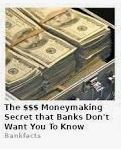 The $$$ Moneymaking
Secret that Banks Don't
Want You To Know
Bankfacts